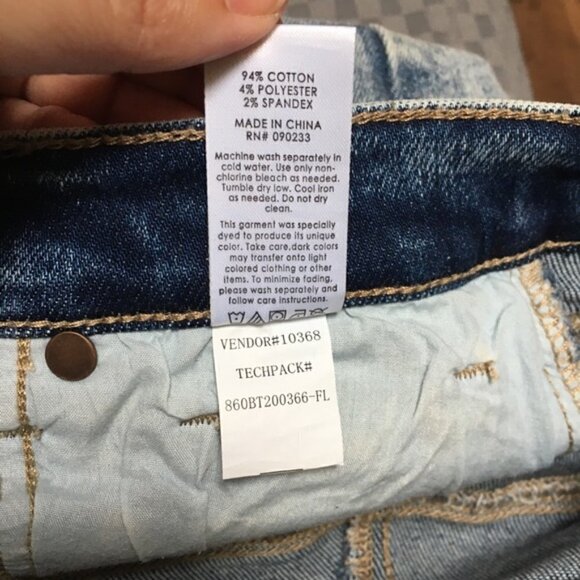 94% COTTON
4% POLYESTER
2% SPANDEX
MADE IN CHINA
RN# 090233
Machine wash separately in
cold water. Use only non-
chlorine bleach as needed.
Tumble dry low. Cool iron
as needed. Do not dry
clean.
This garment was specially
dyed to produce its unique
color. Take care,dark colors
may transfer onto light
colored clothing or other
items. To minimize fading,
please wash separately and
follow care instructions.
VENDOR#10368
TECHPACK#
860BT200366-FL